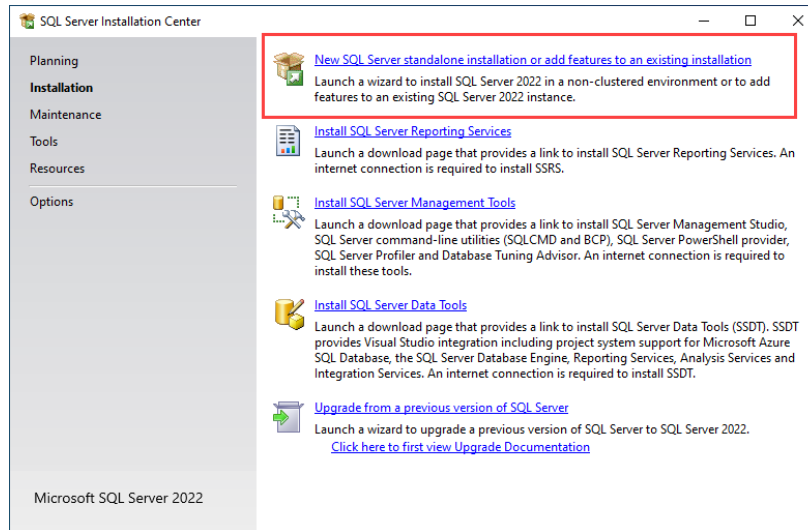 SQL Server Installation Center
Planning
Installation
Maintenance
Tools
Resources
Options
Microsoft SQL Server 2022
New SQL Server standalone installation or add features to an existing installation
Launch a wizard to install SQL Server 2022 in a non-clustered environment or to add
features to an existing SQL Server 2022 instance.
Install SQL Server Reporting Services
Launch a download page that provides a link to install SQL Server Reporting Services. An
internet connection is required to install SSRS.
Install SQL Server Management Tools
Launch a download page that provides a link to install SQL Server Management Studio,
SQL Server command-line utilities (SQLCMD and BCP), SQL Server PowerShell provider,
SQL Server Profiler and Database Tuning Advisor. An internet connection is required to
install these tools.
Install SQL Server Data Tools
Launch a download page that provides a link to install SQL Server Data Tools (SSDT). SSDT
provides Visual Studio integration including project system support for Microsoft Azure
SQL Database, the SQL Server Database Engine, Reporting Services, Analysis Services and
Integration Services. An internet connection is required to install SSDT.
Upgrade from a previous version of SQL Server
Launch a wizard to upgrade a previous version of SQL Server to SQL Server 2022.
Click here to first view Upgrade Documentation